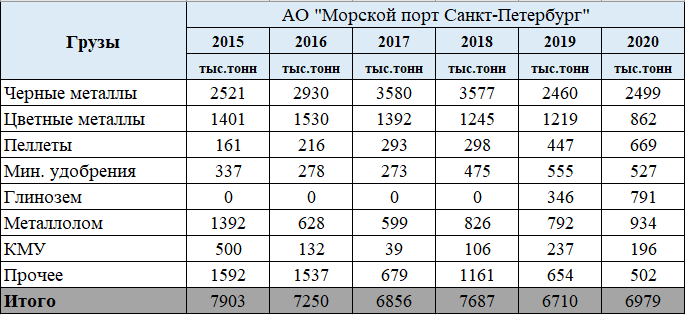 Грузы АО "Морской порт Санкт-Петербург"
2015 2016 2017 2018 2019 2020
тыс.тонн тыс.тонн тыс.тонн тыс.тонн тыс.тонн тыс.тонн
Черные металлы 2521 2930 3580 3577 2460 2499
Цветные металлы 1401 1530 1392 1245 1219 862
Пеллеты 161 216 293 298 447 669
Мин. удобрения 337 278 273 475 555 527
Глинозем 0 0 0 0 346 791
Металлолом 1392 628 599 826 792 934
КМУ 500 132 39 106 237 196
Прочее 1592 1537 679 1161 654 502
Итого 7903 7250 6856 7687 6710 6979